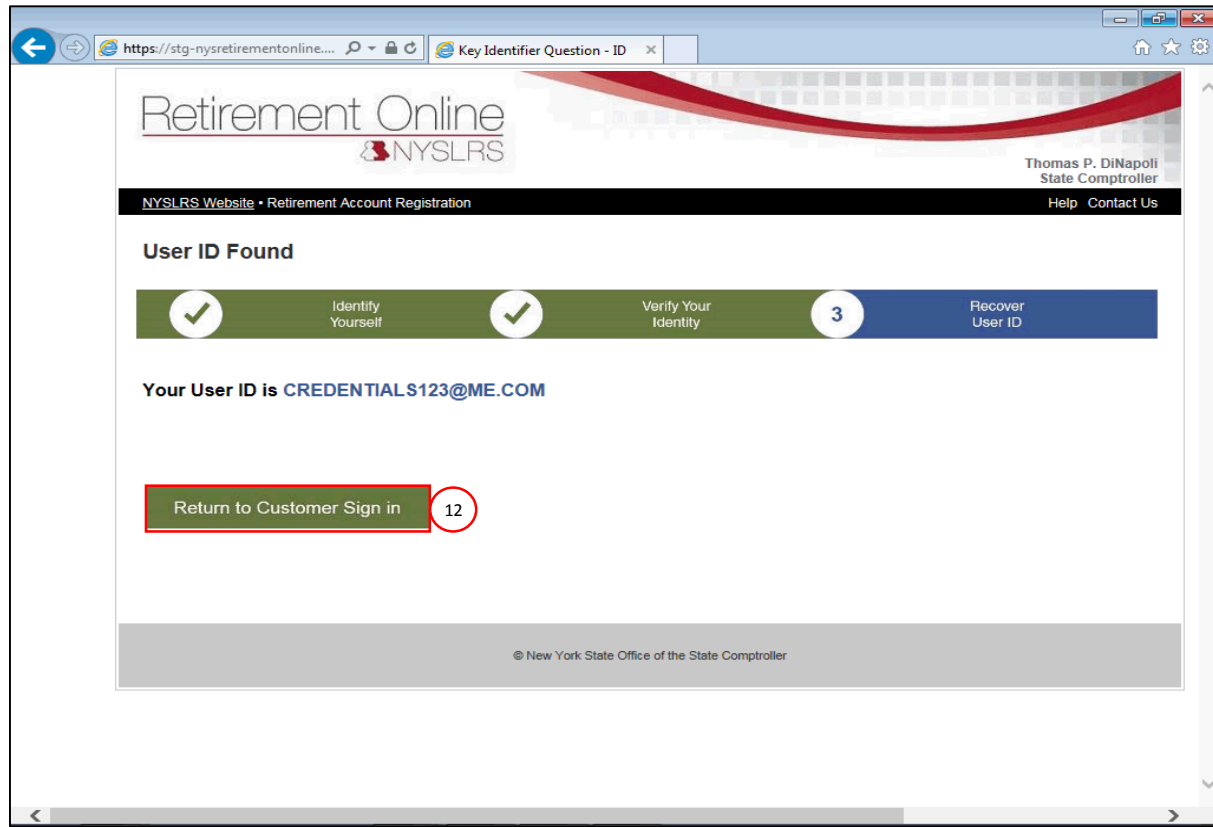 https://stg-nysretirementonline....
Key Identifier Question - ID
Retirement Online
NYSLRS
Thomas P. DiNapoli
State Comptroller
NYSLRS Website • Retirement Account Registration
Help Contact Us
User ID Found
Identify
Yourself
Verify Your
Identity
3
Recover
User ID
Your User ID is CREDENTIALS123@ME.COM
Return to Customer Sign in
12
© New York State Office of the State Comptroller